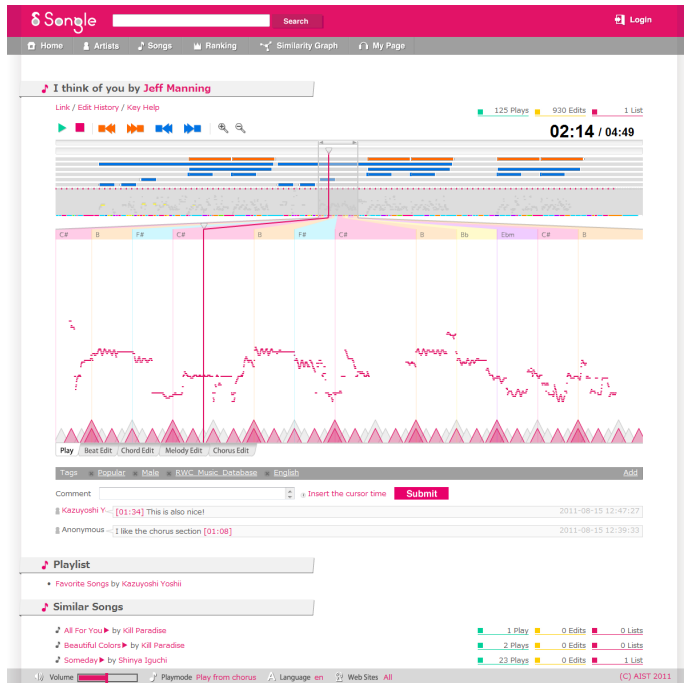 Songle Search Login
Home Artists Songs Ranking Similarity Graph My Page
I think of you by Jeff Manning
Link / Edit History / Key Help
125 Plays 930 Edits 1 List
02:14 / 04:49
C# B F# C# B F# C# B Bb Ebm C# B
Play Beat Edit Chord Edit Melody Edit Chorus Edit
Tags Popular Male RWC Music Database English Add
Comment Insert the cursor time Submit
Kazuyoshi Y [01:34] This is also nice! 2011-08-15 12:47:27
Anonymous I like the chorus section [01:08] 2011-08-15 12:39:33
Playlist
Favorite Songs by Kazuyoshi Yoshii
Similar Songs
All For You by Kill Paradise 1 Play 0 Edits 0 Lists
Beautiful Colors by Kill Paradise 2 Plays 0 Edits 0 Lists
Someday by Shinya Iguchi 23 Plays 0 Edits 1 List
Volume Playmode Play from chorus Language en Web Sites All (C) AIST 2011